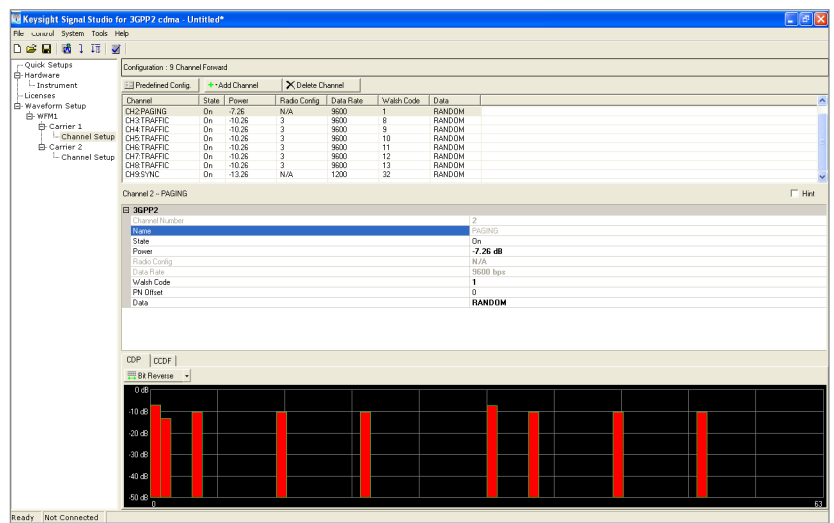 Keysight Signal Studio for 3GPP2 cdma - Untitled*
File Control System Tools Help
Quick Setups
Hardware
Instrument
Licenses
Waveform Setup
WFM1
Carrier 1
Channel Setup
Carrier 2
Channel Setup
Configuration : 9 Channel Forward
Predefined Config. Add Channel Delete Channel
Channel State Power Radio Config Data Rate Walsh Code Data
CH2:PAGING On -7.26 N/A 9600 1 RANDOM
CH3:TRAFFIC On -10.26 3 9600 8 RANDOM
CH4:TRAFFIC On -10.26 3 9600 9 RANDOM
CH5:TRAFFIC On -10.26 3 9600 10 RANDOM
CH6:TRAFFIC On -10.26 3 9600 11 RANDOM
CH7:TRAFFIC On -10.26 3 9600 12 RANDOM
CH8:TRAFFIC On -10.26 3 9600 13 RANDOM
CH9:SYNC On -13.26 N/A 1200 32 RANDOM
Channel 2 -- PAGING Hint
3GPP2
Channel Number 2
Name PAGING
State On
Power -7.26 dB
Radio Config N/A
Data Rate 9600 bps
Walsh Code 1
PN Offset 0
Data RANDOM
CDP CCDF
Bit Reverse
0 dB
-10 dB
-20 dB
-30 dB
-40 dB
-50 dB
0 63
Ready Not Connected